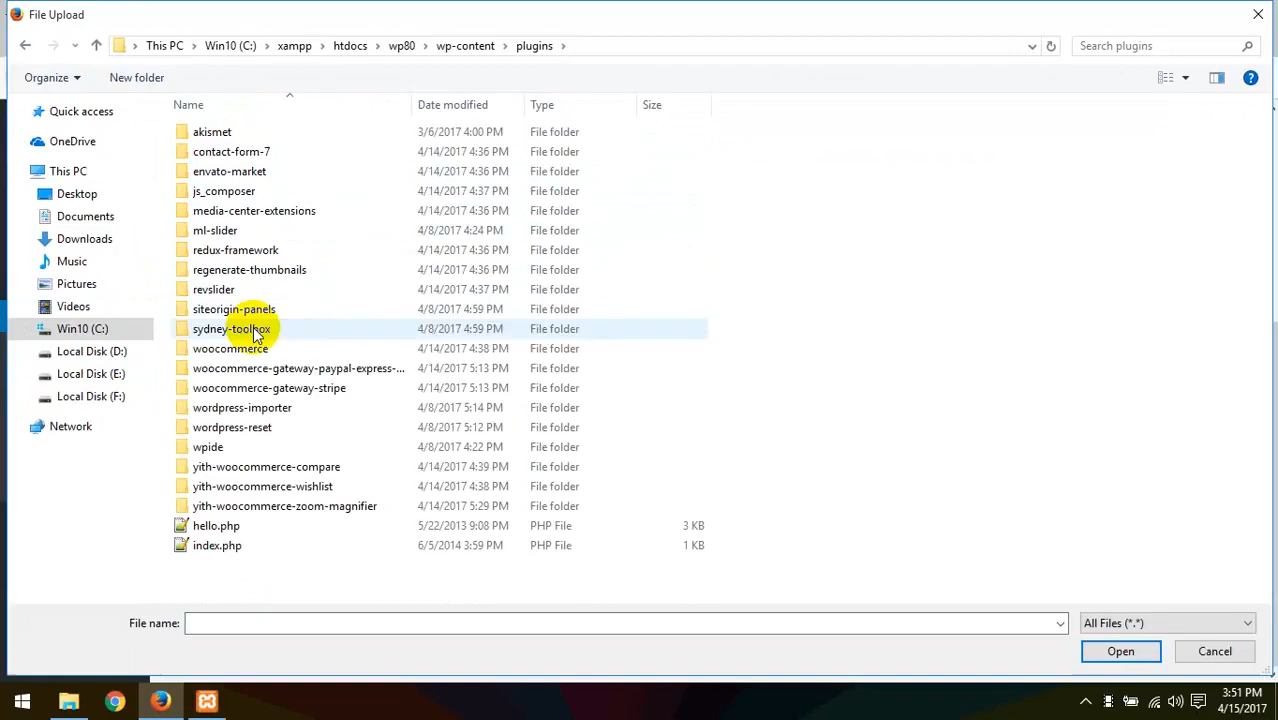 File Upload
This PC Win10 (C:) xampp htdocs wp80 wp-content plugins Search plugins
Organize New folder
Name Date modified Type Size
Quick access
OneDrive
This PC
Desktop
Documents
Downloads
Music
Pictures
Videos
Win10 (C:)
Local Disk (D:)
Local Disk (E:)
Local Disk (F:)
Network
akismet 3/6/2017 4:00 PM File folder
contact-form-7 4/14/2017 4:36 PM File folder
envato-market 4/14/2017 4:36 PM File folder
js_composer 4/14/2017 4:37 PM File folder
media-center-extensions 4/14/2017 4:36 PM File folder
ml-slider 4/8/2017 4:24 PM File folder
redux-framework 4/14/2017 4:36 PM File folder
regenerate-thumbnails 4/14/2017 4:36 PM File folder
revslider 4/14/2017 4:37 PM File folder
siteorigin-panels 4/8/2017 4:59 PM File folder
sydney-toolbox 4/8/2017 4:59 PM File folder
woocommerce 4/14/2017 4:38 PM File folder
woocommerce-gateway-paypal-express-... 4/14/2017 5:13 PM File folder
woocommerce-gateway-stripe 4/14/2017 5:13 PM File folder
wordpress-importer 4/8/2017 5:14 PM File folder
wordpress-reset 4/8/2017 5:12 PM File folder
wpide 4/8/2017 4:22 PM File folder
yith-woocommerce-compare 4/14/2017 4:39 PM File folder
yith-woocommerce-wishlist 4/14/2017 4:38 PM File folder
yith-woocommerce-zoom-magnifier 4/14/2017 5:29 PM File folder
hello.php 5/22/2013 9:08 PM PHP File 3 KB
index.php 6/5/2014 3:59 PM PHP File 1 KB
File name: All Files (*.*)
Open Cancel
3:51 PM
4/15/2017